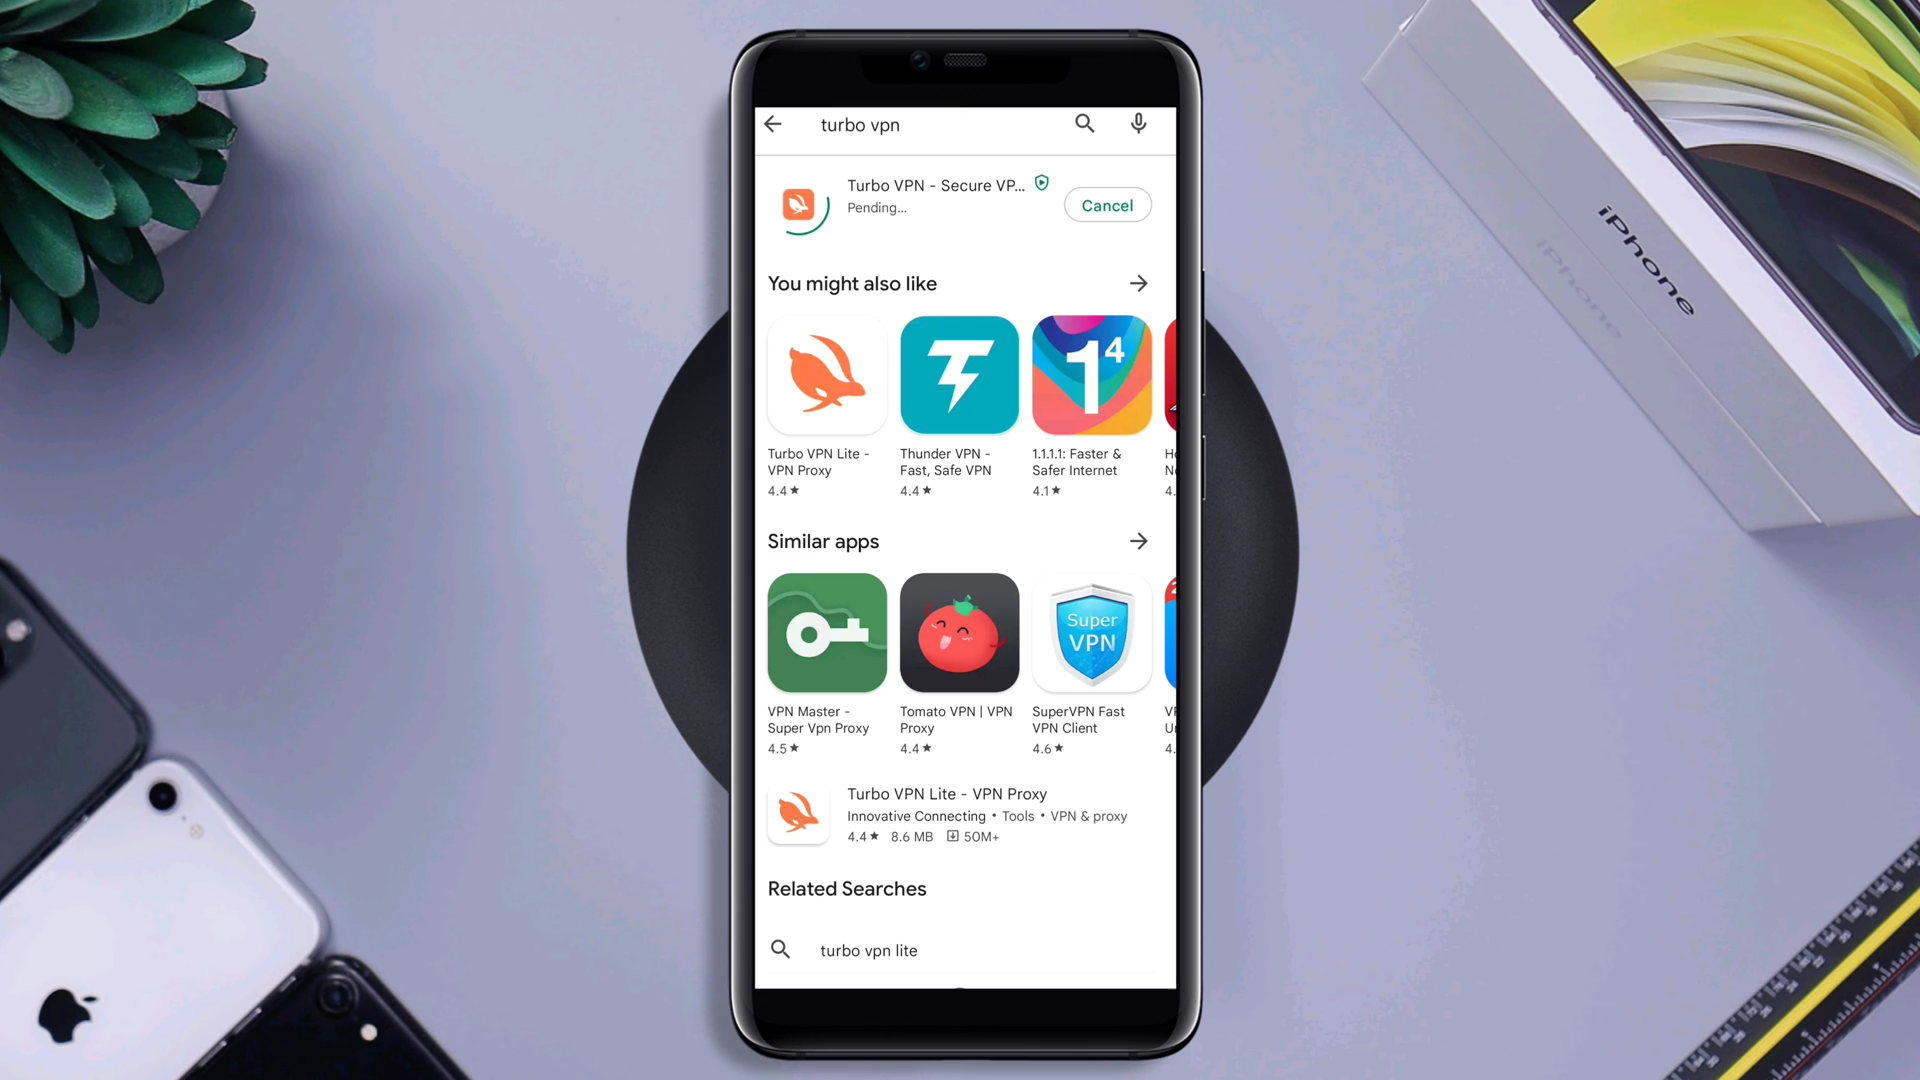 turbo vpn
Turbo VPN - Secure VP...
Pending...
Cancel
You might also like
T
1⁴
Turbo VPN Lite -
VPN Proxy
4.4★
Thunder VPN -
Fast, Safe VPN
4.4★
1.1.1.1: Faster &
Safer Internet
4.1★
4.
Similar apps
Super
VPN
VPN Master -
Super Vpn Proxy
4.5★
Tomato VPN | VPN
Proxy
4.4★
SuperVPN Fast
VPN Client
4.6★
4.
Turbo VPN Lite - VPN Proxy
Innovative Connecting • Tools • VPN & proxy
4.4★ 8.6 MB 50M+
Related Searches
turbo vpn lite
iPhone
iPhone